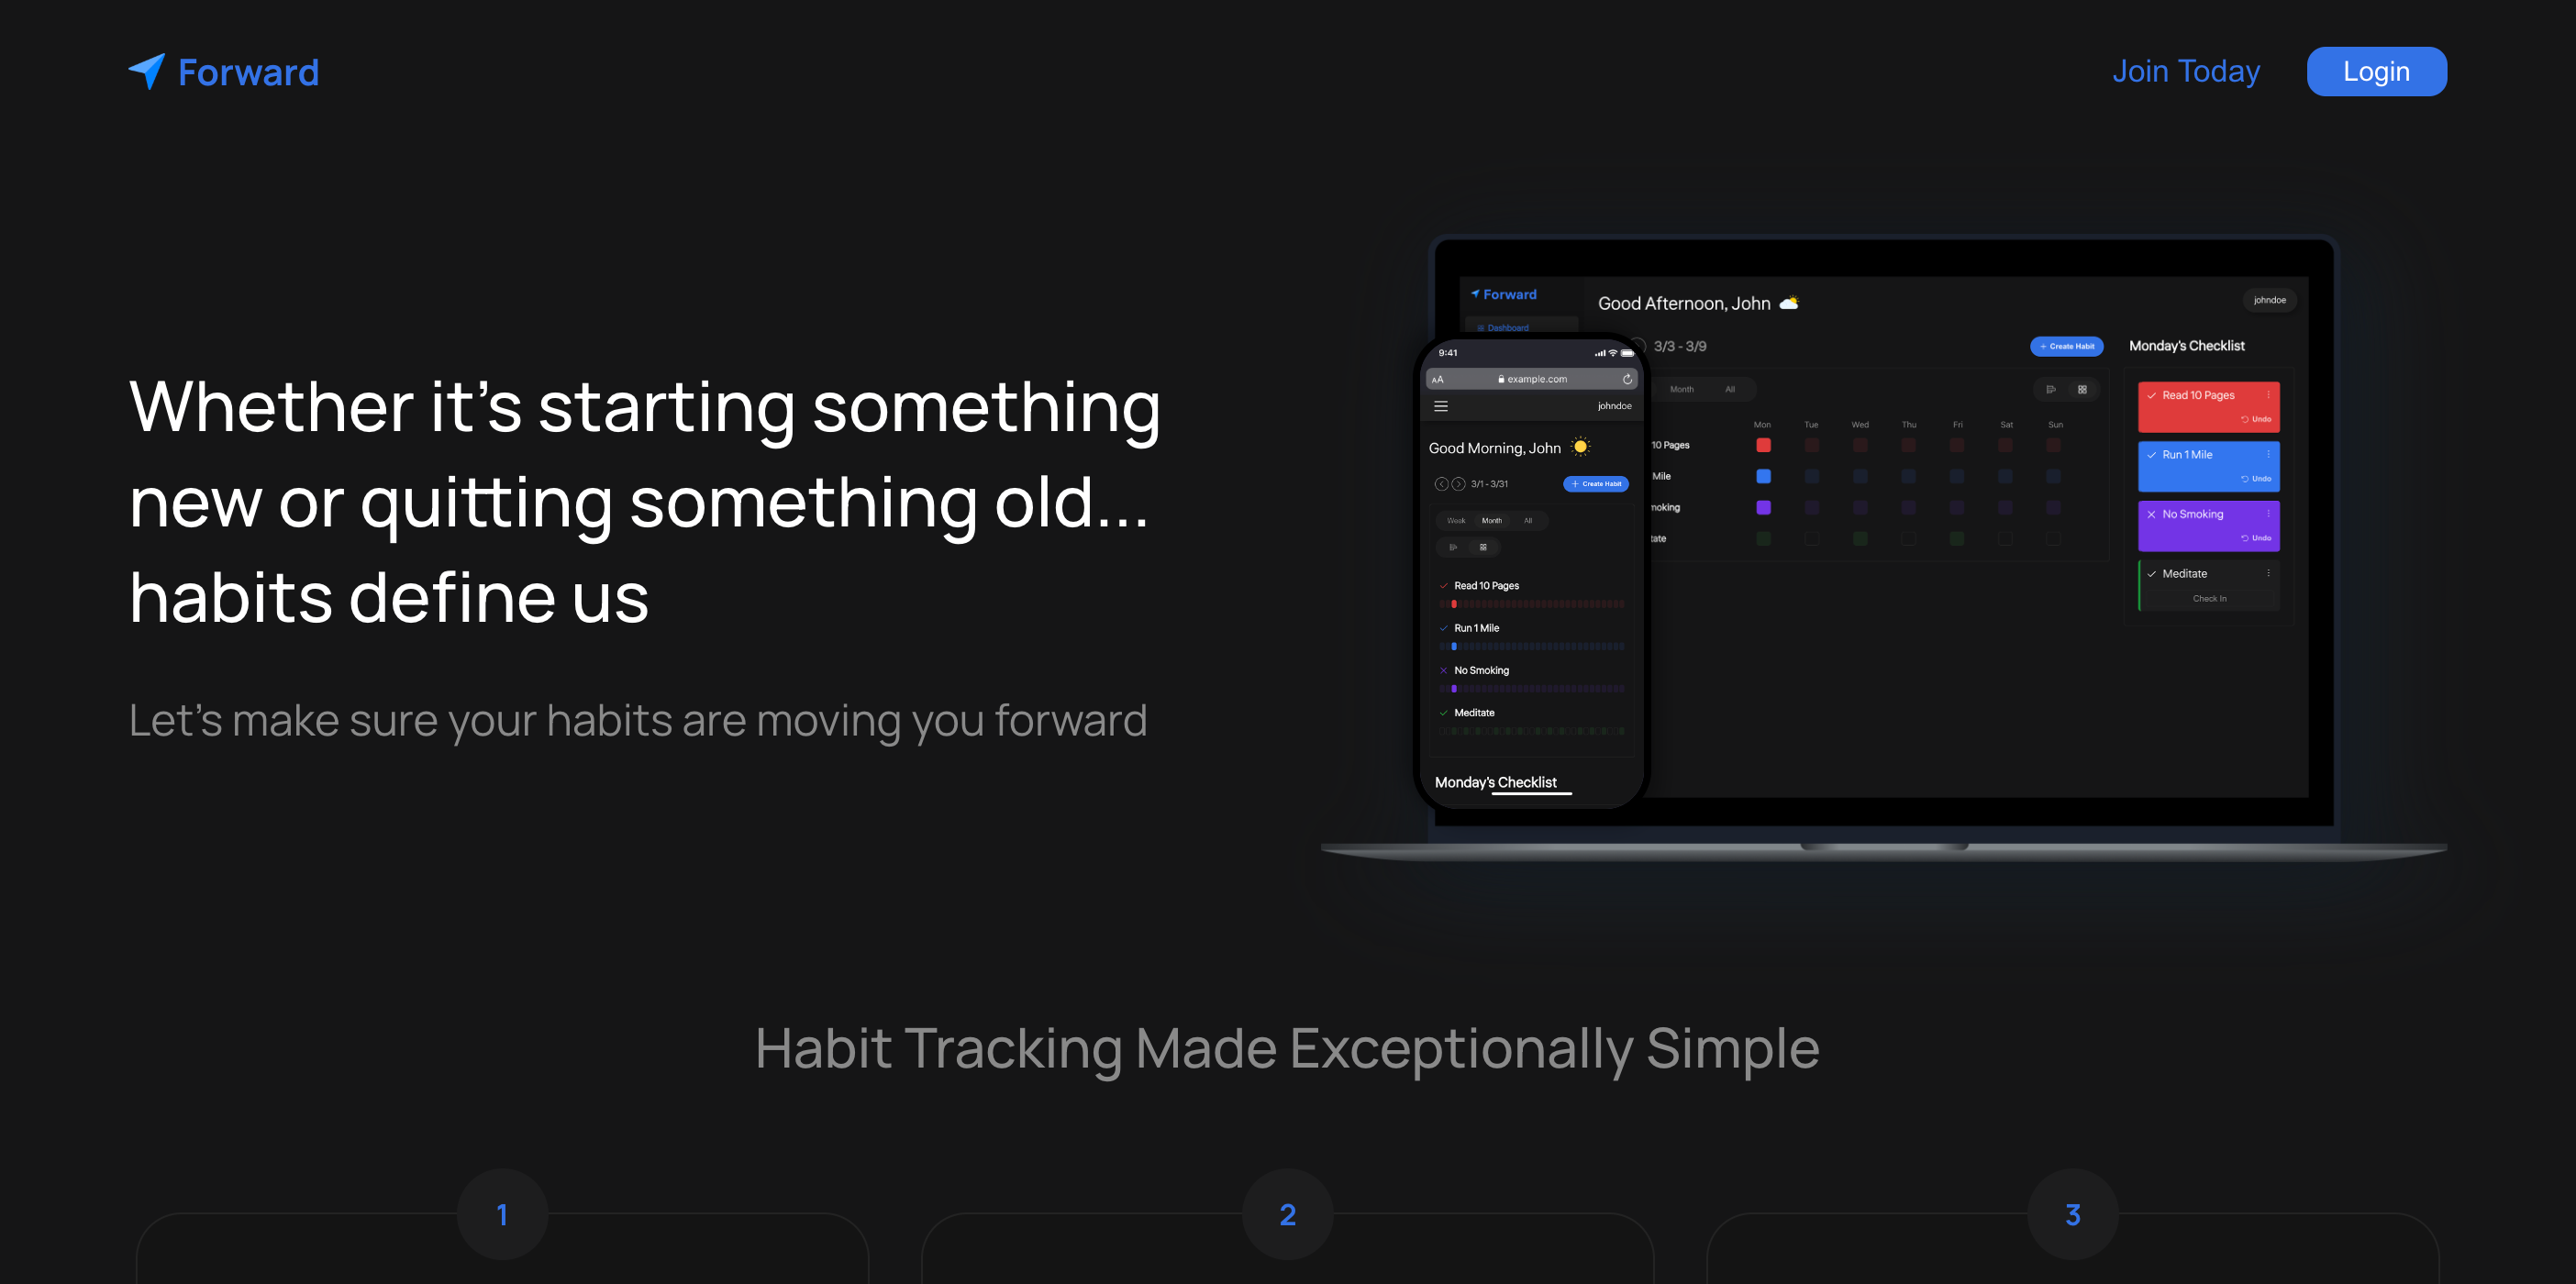 Forward
Join Today
Login
Whether it's starting something
new or quitting something old...
habits define us
Let's make sure your habits are moving you forward
Forward
Good Afternoon, John
johndoe
Dashboard
3/3 - 3/9
+ Create Habit
Monday's Checklist
Month
All
Mon
Tue
Wed
Thu
Fri
Sat
Sun
10 Pages
Mile
moking
tate
Read 10 Pages
Undo
Run 1 Mile
Undo
No Smoking
Undo
Meditate
Check In
9:41
AA
example.com
johndoe
Good Morning, John
3/1 - 3/31
+ Create Habit
Week
Month
All
Read 10 Pages
Run 1 Mile
No Smoking
Meditate
Monday's Checklist
Habit Tracking Made Exceptionally Simple
1
2
3